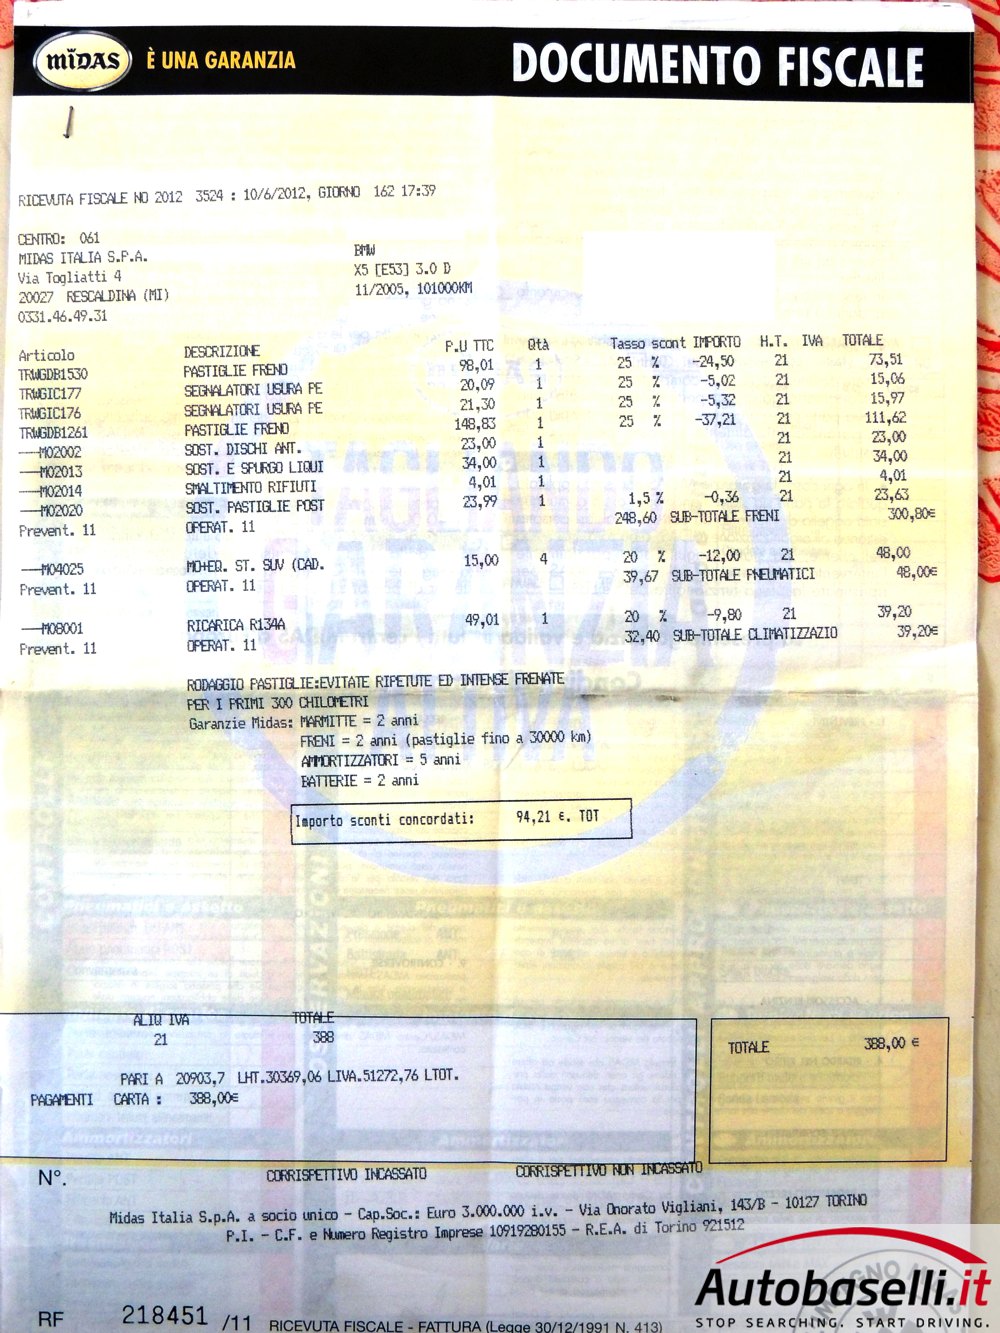 MIDAS È UNA GARANZIA
DOCUMENTO FISCALE
RICEVUTA FISCALE NO 2012 3524 : 10/6/2012, GIORNO 162 17:39
CENTRO: 061
MIDAS ITALIA S.P.A.
Via Togliatti 4
20027 RESCALDINA (MI)
0331.46.49.31
BMW
X5 [E53] 3.0 D
11/2005, 101000KM
Articolo DESCRIZIONE P.U TTC Qtà Tasso scont IMPORTO H.T. IVA TOTALE
TRWGDB1530 PASTIGLIE FRENO 98,01 1 25 % -24,50 21 73,51
TRWGIC177 SEGNALATORI USURA PE 20,09 1 25 % -5,02 21 15,06
TRWGIC176 SEGNALATORI USURA PE 21,30 1 25 % -5,32 21 15,97
TRWGDB1261 PASTIGLIE FRENO 148,83 1 25 % -37,21 21 111,62
---M02002 SOST. DISCHI ANT. 23,00 1 21 23,00
---M02013 SOST. E SPURGO LIQUI 34,00 1 21 34,00
---M02014 SMALTIMENTO RIFIUTI 4,01 1 21 4,01
---M02020 SOST. PASTIGLIE POST 23,99 1 1,5 % -0,36 21 23,63
Prevent. 11 OPERAT. 11 248,60 SUB-TOTALE FRENI 300,80€
---M04025 MO+EQ. ST. SUV (CAD. 15,00 4 20 % -12,00 21 48,00
Prevent. 11 OPERAT. 11 39,67 SUB-TOTALE PNEUMATICI 48,00€
---M08001 RICARICA R134A 49,01 1 20 % -9,80 21 39,20
Prevent. 11 OPERAT. 11 32,40 SUB-TOTALE CLIMATIZZAZIO 39,20€
RODAGGIO PASTIGLIE:EVITATE RIPETUTE ED INTENSE FRENATE
PER I PRIMI 300 CHILOMETRI
Garanzie Midas: MARMITTE = 2 anni
FRENI = 2 anni (pastiglie fino a 30000 km)
AMMORTIZZATORI = 5 anni
BATTERIE = 2 anni
Importo sconti concordati: 94,21 €. TOT
ALIQ IVA TOTALE
21 388
TOTALE 388,00 €
PARI A 20903,7 LHT.30369,06 LIVA.51272,76 LTOT.
PAGAMENTI CARTA : 388,00€
N°. CORRISPETTIVO INCASSATO CORRISPETTIVO NON INCASSATO
Midas Italia S.p.A. a socio unico - Cap.Soc.: Euro 3.000.000 i.v. - Via Onorato Vigliani, 143/B - 10127 TORINO
P.I. - C.F. e Numero Registro Imprese 10919280155 - R.E.A. di Torino 921512
RF 218451 /11 RICEVUTA FISCALE - FATTURA (Legge 30/12/1991 N. 413)
Autobaselli.it
STOP SEARCHING. START DRIVING.